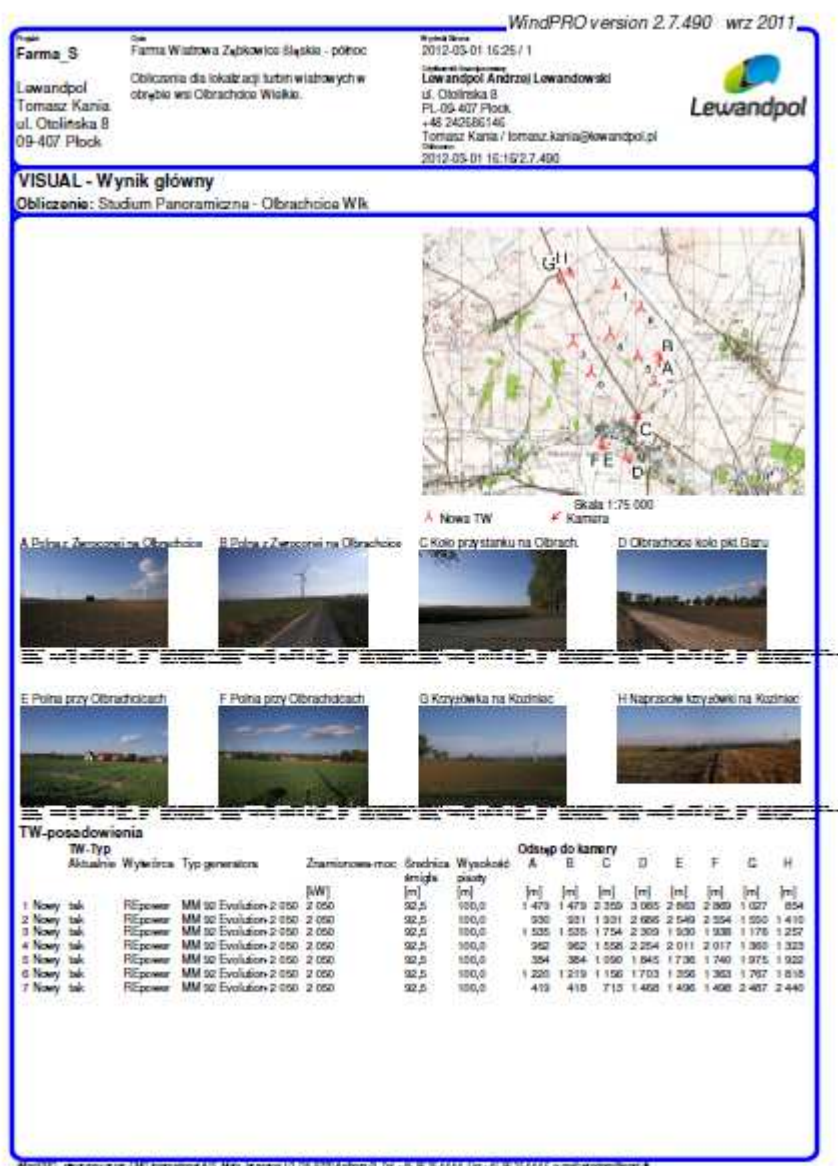 WindPRO version 2.7.490 wrz 2011
Projekt
Farma_S
Lewandpol
Tomasz Kania
ul. Otolińska 8
09-407 Płock
Opis
Farma Wiatrowa Ząbkowice Śląskie - północ
Obliczenia dla lokalizacji turbin wiatrowych w
obrębie wsi Olbrachcice Wielkie.
2012-03-01 16:25 / 1
Lewandpol Andrzej Lewandowski
ul. Otolinska 8
PL-09-407 Płock
+48 242686146
Tomasz Kania / tomasz.kania@lewandpol.pl
2012-03-01 16:16/2.7.490
Lewandpol
VISUAL - Wynik główny
Obliczenie: Studium Panoramiczne - Olbrachcice Wlk
G H
B
A
C
F E
D
Skala 1:75 000
Nowa TW Kamera
A Polna z Zwróconej na Olbrachcice
B Polna z Zwróconej na Olbrachcice
C Koło przystanku na Olbrach.
D Olbrachcice koło pkt. Gazu
E Polna przy Olbrachcicach
F Polna przy Olbrachcicach
G Krzyżówka na Koziniec
H Naprzeciw krzyżówki na Koziniec
TW-posadowienia
TW-Typ Odstęp do kamery
Aktualnie Wytwórca Typ generatora Znamionowa-moc Średnica śmigła Wysokość piasty A B C D E F G H
[kW] [m] [m] [m] [m] [m] [m] [m] [m] [m] [m]
1 Nowy tak REpower MM 92 Evolution-2 050 2 050 92,5 100,0 1 479 1 479 2 359 3 065 2 863 2 869 1 027 854
2 Nowy tak REpower MM 92 Evolution-2 050 2 050 92,5 100,0 930 931 1 931 2 686 2 549 2 554 1 550 1 410
3 Nowy tak REpower MM 92 Evolution-2 050 2 050 92,5 100,0 1 535 1 535 1 754 2 309 1 930 1 938 1 176 1 257
4 Nowy tak REpower MM 92 Evolution-2 050 2 050 92,5 100,0 962 962 1 558 2 254 2 011 2 017 1 360 1 323
5 Nowy tak REpower MM 92 Evolution-2 050 2 050 92,5 100,0 384 384 1 090 1 845 1 736 1 740 1 975 1 922
6 Nowy tak REpower MM 92 Evolution-2 050 2 050 92,5 100,0 1 226 1 219 1 156 1 703 1 356 1 363 1 767 1 818
7 Nowy tak REpower MM 92 Evolution-2 050 2 050 92,5 100,0 419 418 713 1 468 1 496 1 498 2 487 2 440